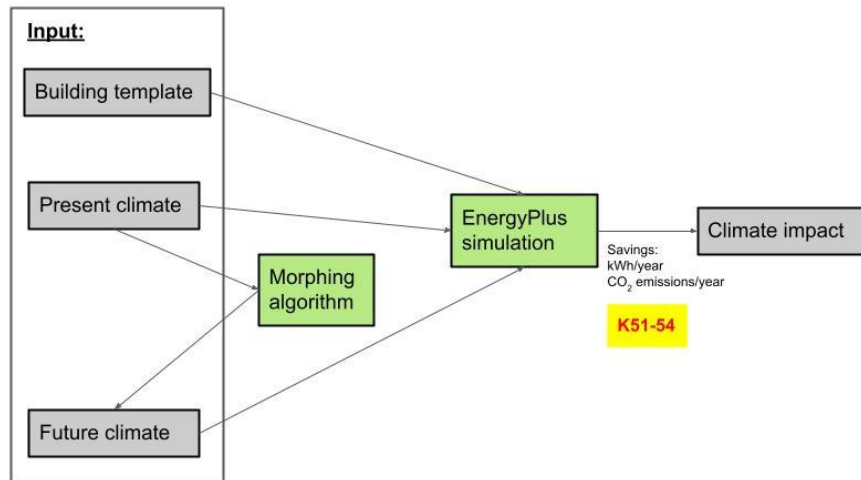 Input:
Building template
Present climate
Morphing
algorithm
Future climate
EnergyPlus
simulation
Savings:
kWh/year
CO₂ emissions/year
K51-54
Climate impact